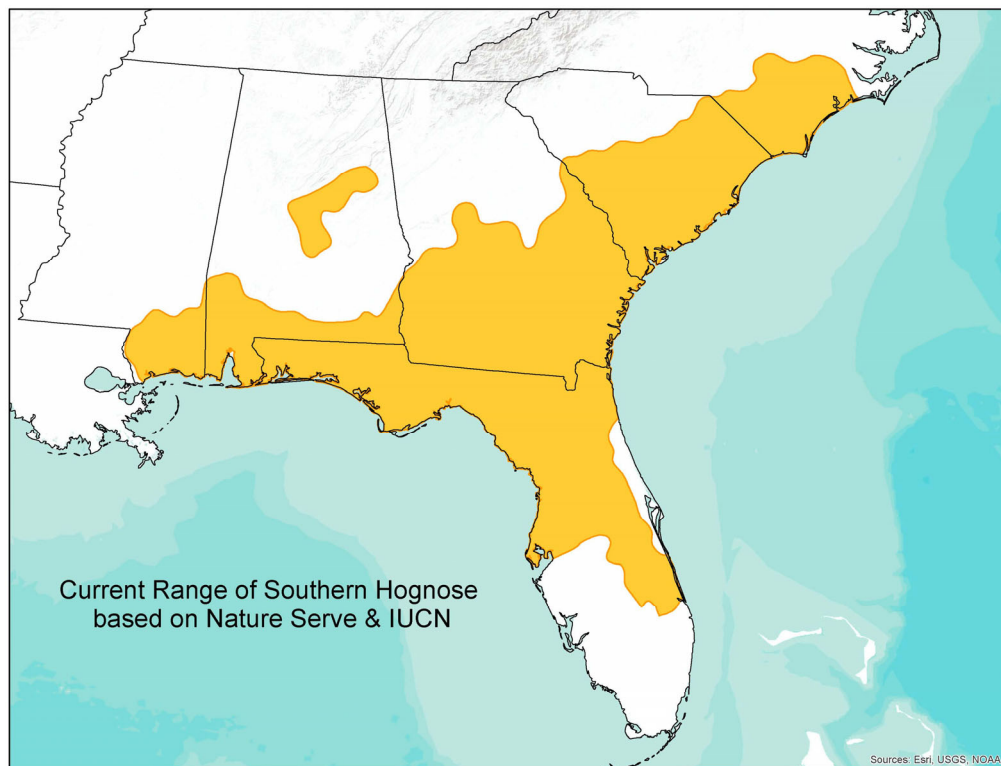 Current Range of Southern Hognose
based on Nature Serve & IUCN
Sources: Esri, USGS, NOAA